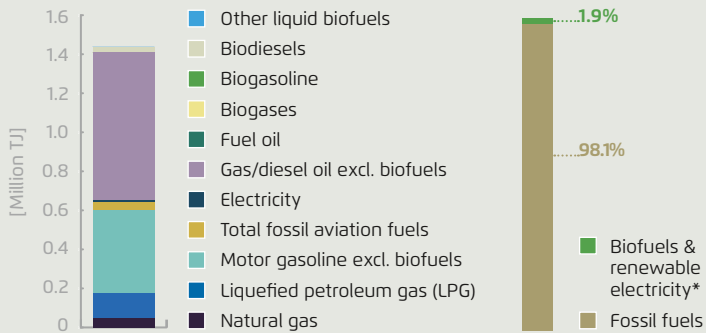 [Million TJ]
1.6
1.4
1.2
1.0
0.8
0.6
0.4
0.2
0
Other liquid biofuels
Biodiesels
Biogasoline
Biogases
Fuel oil
Gas/diesel oil excl. biofuels
Electricity
Total fossil aviation fuels
Motor gasoline excl. biofuels
Liquefied petroleum gas (LPG)
Natural gas
1.9%
98.1%
Biofuels &
renewable
electricity*
Fossil fuels